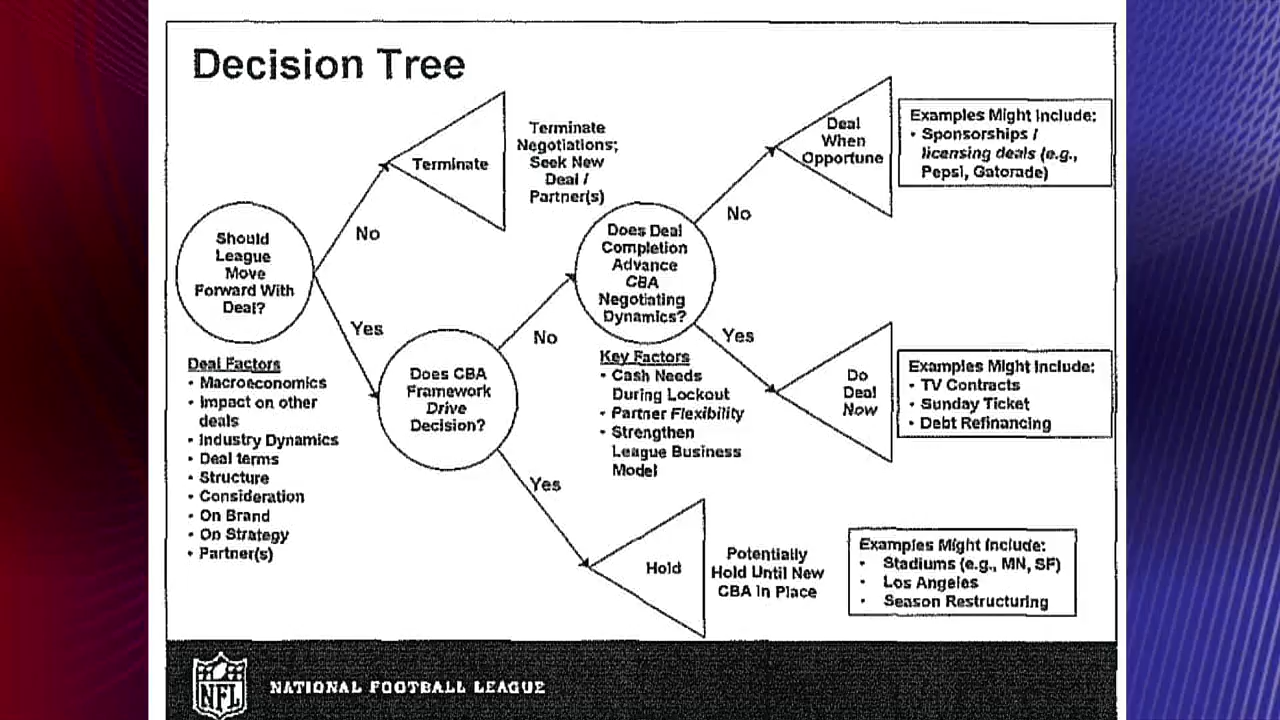 Decision Tree
Terminate
Terminate
Negotiations;
Seek New
Deal /
Partner(s)
Deal
When
Opportune
Examples Might Include:
• Sponsorships /
licensing deals (e.g.,
Pepsi, Gatorade)
No
No
Should
League
Move
Forward With
Deal?
Does Deal
Completion
Advance
CBA
Negotiating
Dynamics?
Yes
No
Yes
Deal Factors
• Macroeconomics
• Impact on other
deals
• Industry Dynamics
• Deal terms
• Structure
• Consideration
• On Brand
• On Strategy
• Partner(s)
Does CBA
Framework
Drive
Decision?
Key Factors
• Cash Needs
During Lockout
• Partner Flexibility
• Strengthen
League Business
Model
Do
Deal
Now
Examples Might Include:
• TV Contracts
• Sunday Ticket
• Debt Refinancing
Yes
Hold
Potentially
Hold Until New
CBA In Place
Examples Might Include:
• Stadiums (e.g., MN, SF)
• Los Angeles
• Season Restructuring
NFL
NATIONAL FOOTBALL LEAGUE